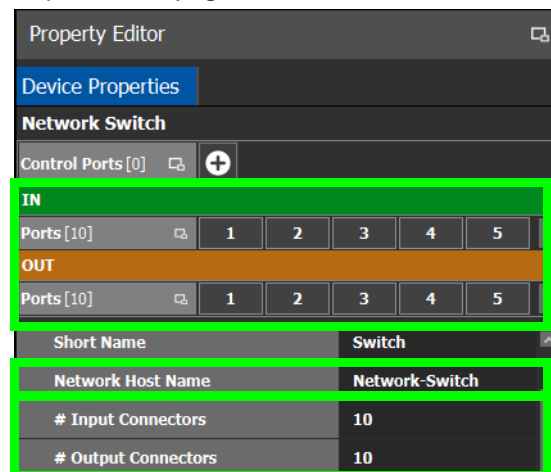 Property Editor
Device Properties
Network Switch
Control Ports [0]
IN
Ports [10] 1 2 3 4 5
OUT
Ports [10] 1 2 3 4 5
Short Name Switch
Network Host Name Network-Switch
# Input Connectors 10
# Output Connectors 10